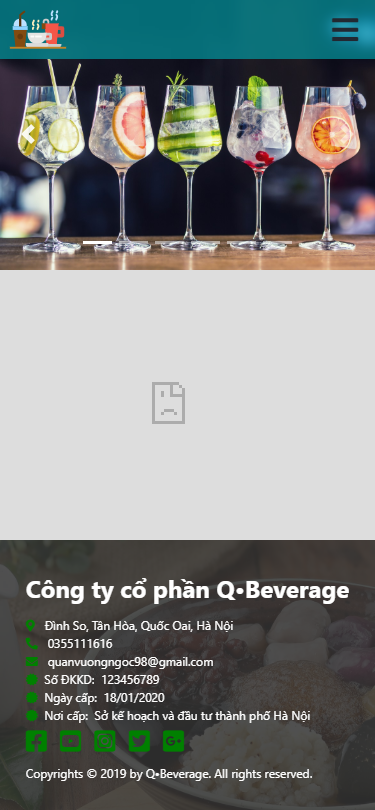 Công ty cổ phần Q•Beverage
Đình So, Tân Hòa, Quốc Oai, Hà Nội
0355111616
quanvuongngoc98@gmail.com
Số ĐKKD: 123456789
Ngày cấp: 18/01/2020
Nơi cấp: Sở kế hoạch và đầu tư thành phố Hà Nội
Copyrights © 2019 by Q•Beverage. All rights reserved.